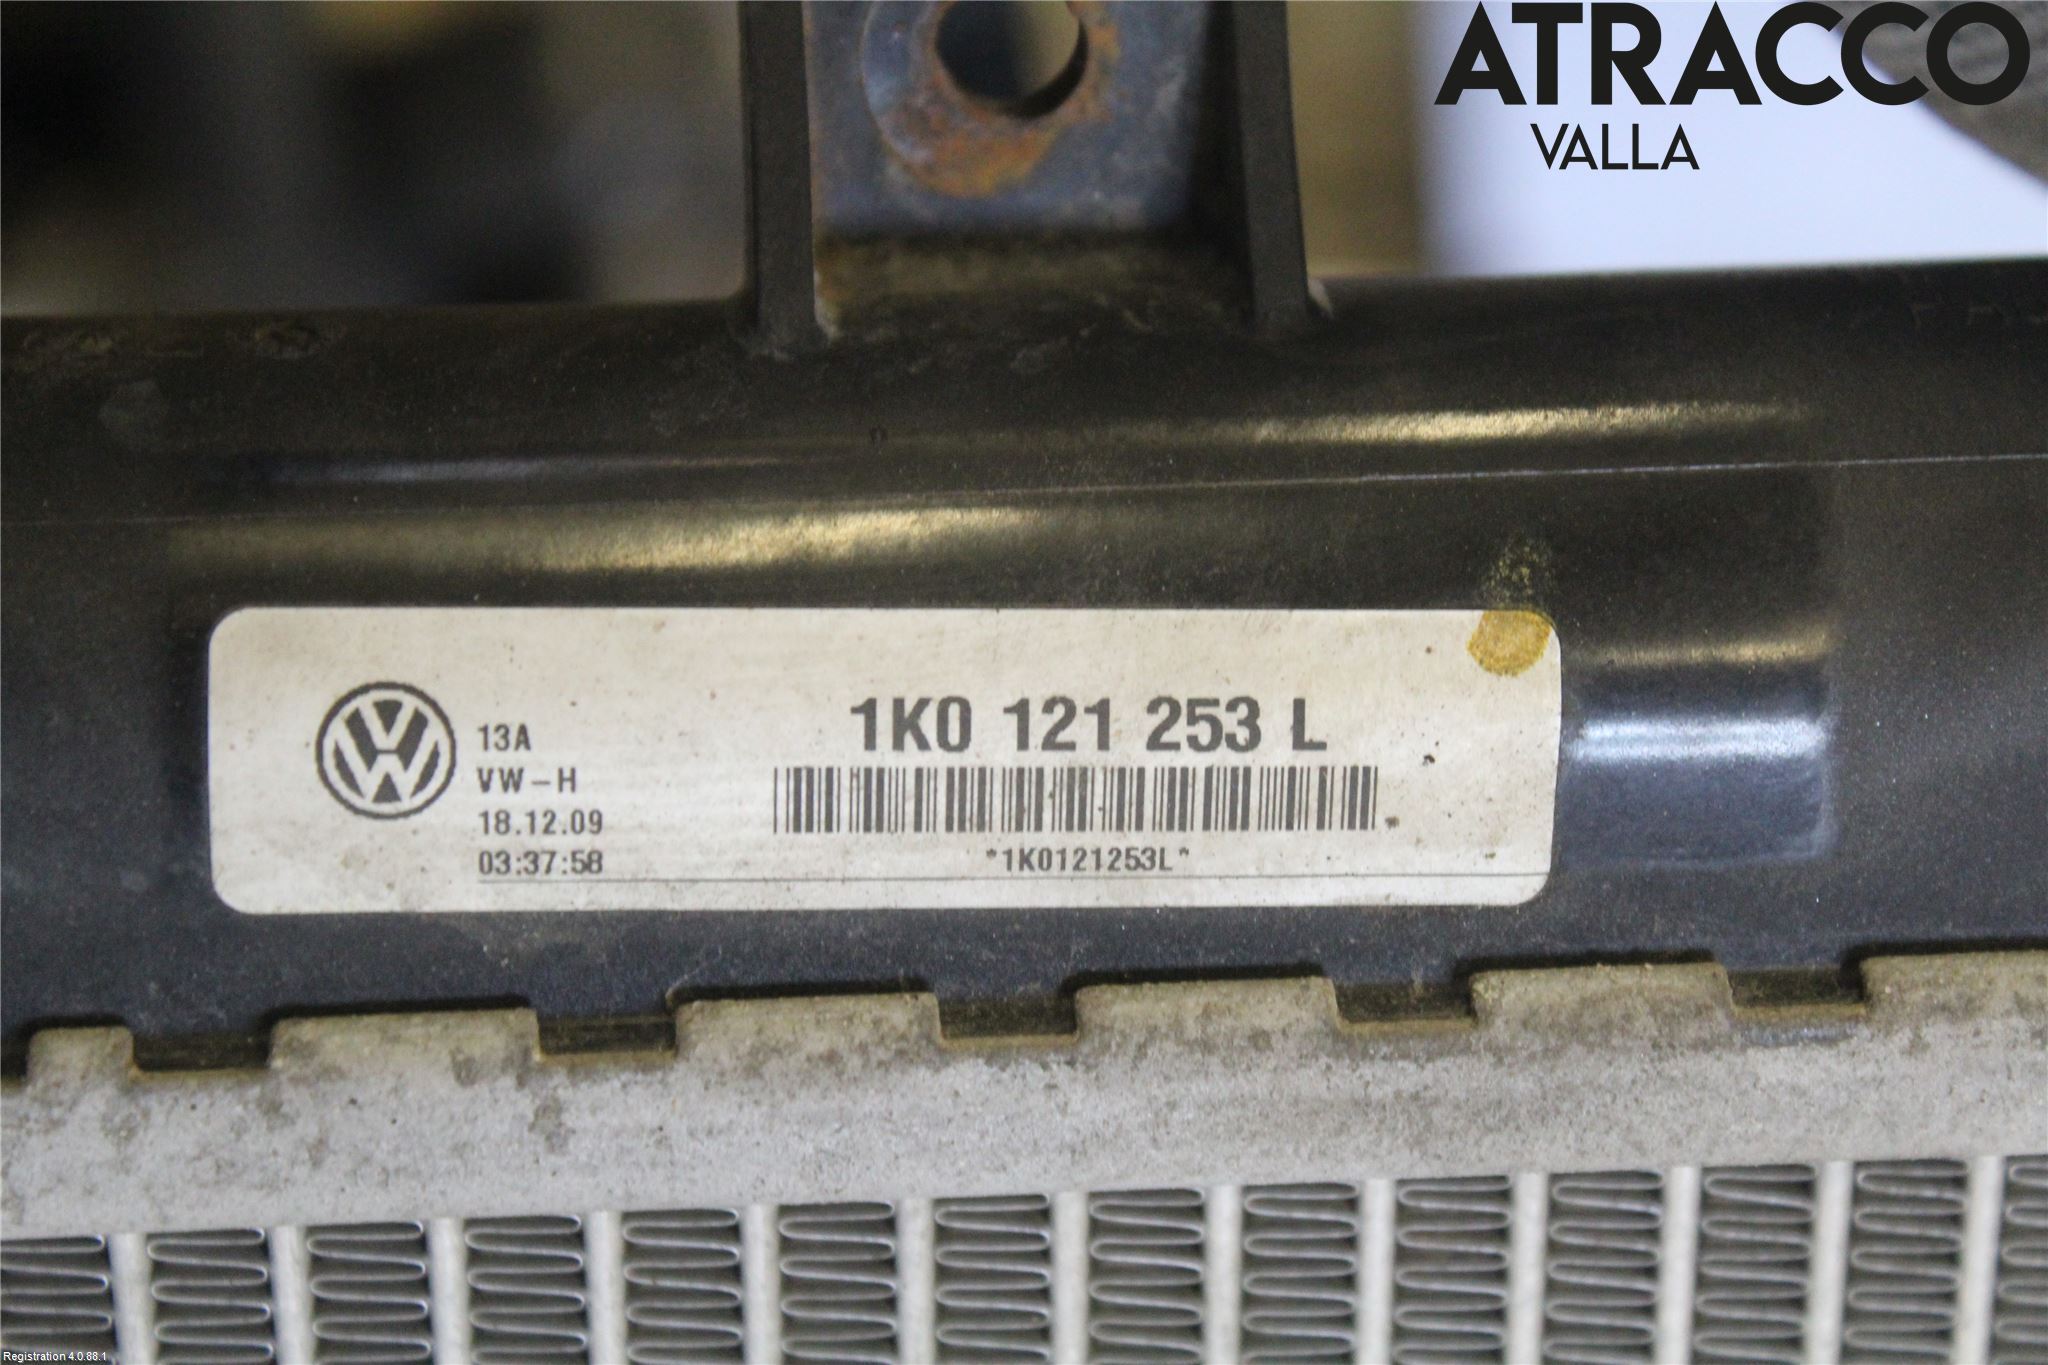 ATRACCO
VALLA
13A
VW-H
18.12.09
03:37:58
1K0 121 253 L
*1K0121253L*
Registration 4.0.88.1